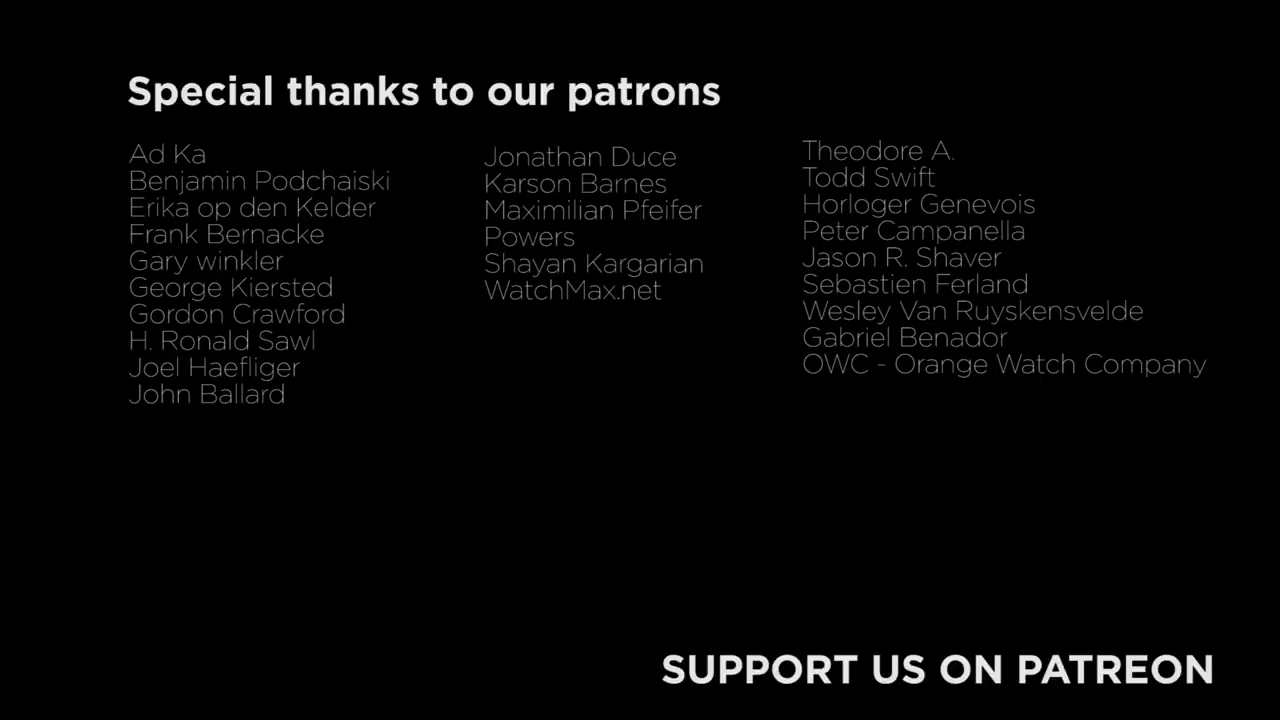 Special thanks to our patrons
Ad Ka
Benjamin Podchaiski
Erika op den Kelder
Frank Bernacke
Gary winkler
George Kiersted
Gordon Crawford
H. Ronald Sawl
Joel Haefliger
John Ballard
Jonathan Duce
Karson Barnes
Maximilian Pfeifer
Powers
Shayan Kargarian
WatchMax.net
Theodore A.
Todd Swift
Horloger Genevois
Peter Campanella
Jason R. Shaver
Sebastien Ferland
Wesley Van Ruyskensvelde
Gabriel Benador
OWC - Orange Watch Company
SUPPORT US ON PATREON